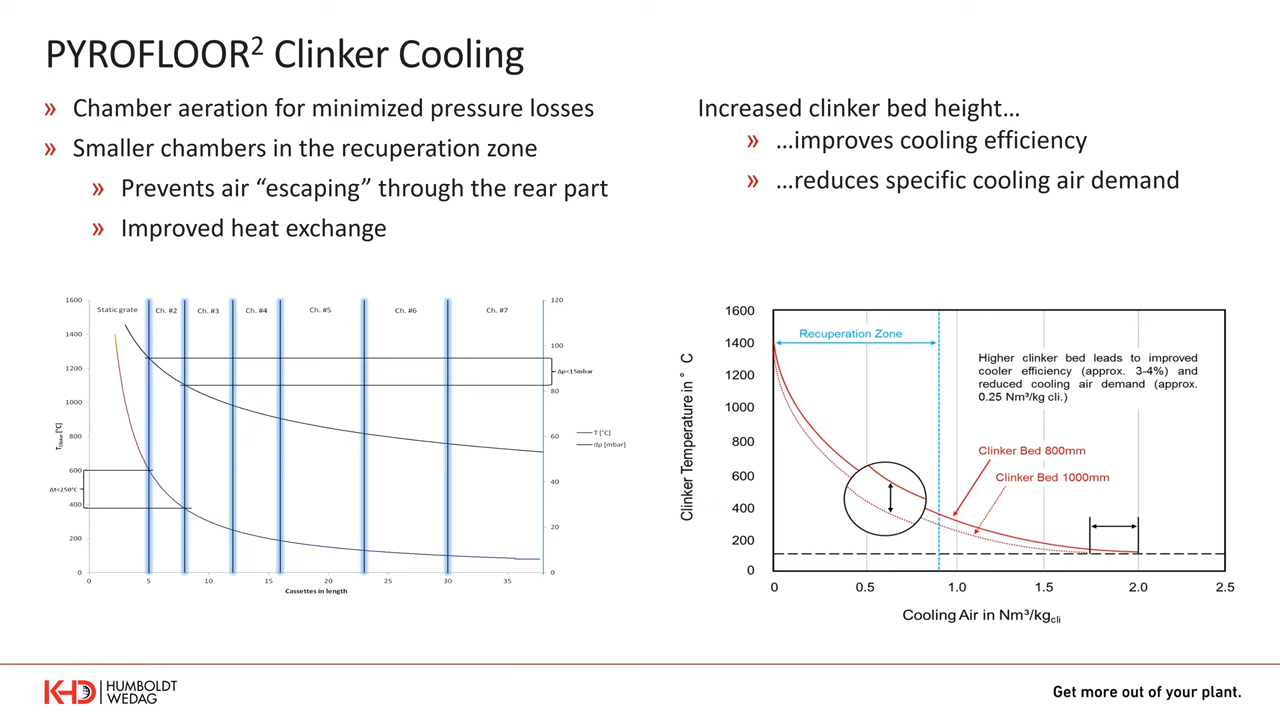 PYROFLOOR² Clinker Cooling
» Chamber aeration for minimized pressure losses
» Smaller chambers in the recuperation zone
» Prevents air “escaping” through the rear part
» Improved heat exchange
Increased clinker bed height…
» …improves cooling efficiency
» …reduces specific cooling air demand
Static grate Ch. #2 Ch. #3 Ch. #4 Ch. #5 Ch. #6 Ch. #7
1600
1400
1200
1000
800
600
400
200
0
T Clinker [°C]
Δt<250°C
120
100
80
60
40
20
0
Δp<15mbar
T [°C]
dp [mbar]
0 5 10 15 20 25 30 35
Cassettes in length
1600
1400
1200
1000
800
600
400
200
0
Clinker Temperature in ° C
Recuperation Zone
Higher clinker bed leads to improved
cooler efficiency (approx. 3-4%) and
reduced cooling air demand (approx.
0.25 Nm³/kg cli.)
Clinker Bed 800mm
Clinker Bed 1000mm
0 0.5 1.0 1.5 2.0 2.5
Cooling Air in Nm³/kgcli
KHD HUMBOLDT
WEDAG
Get more out of your plant.